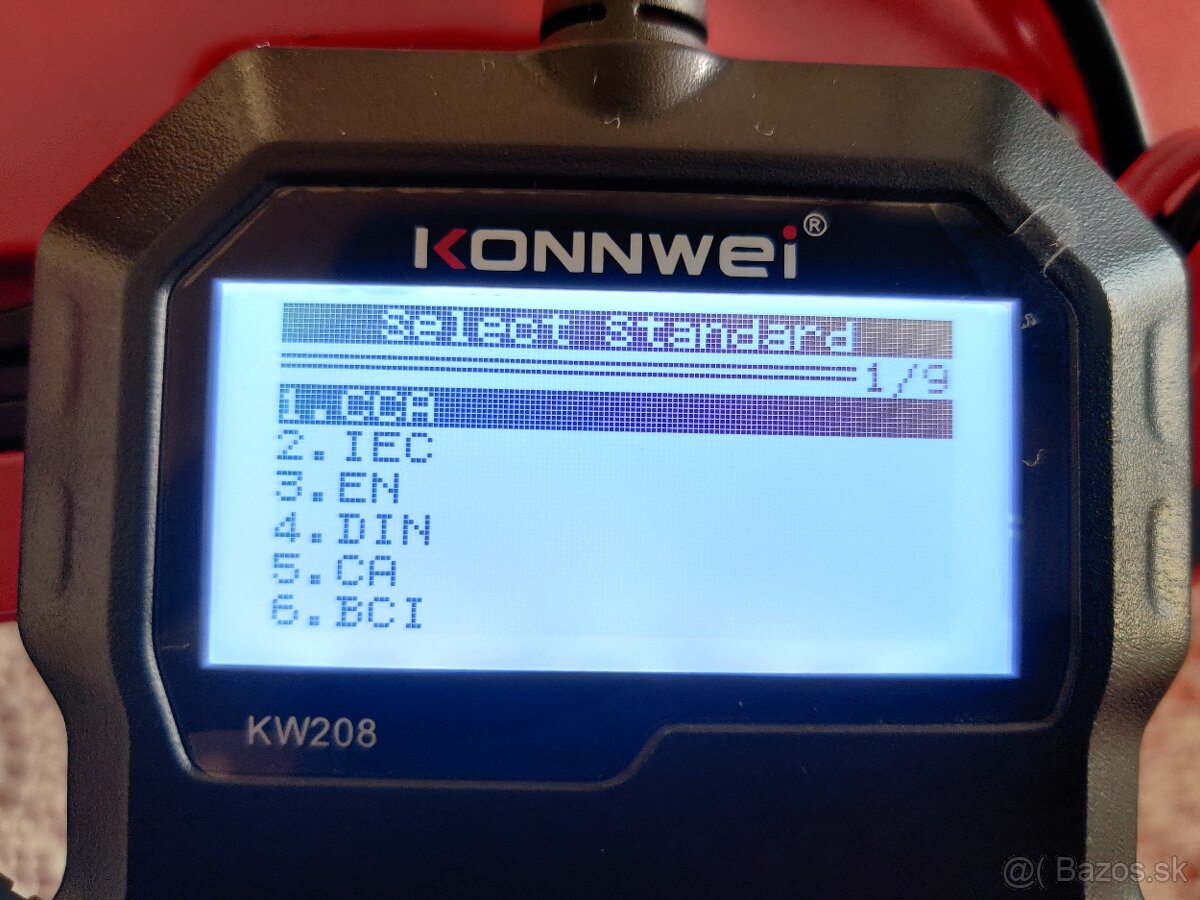 KONNWEI®
Select Standard
1/9
1.CCA
2.IEC
3.EN
4.DIN
5.CA
6.BCI
KW208
@( Bazos.sk